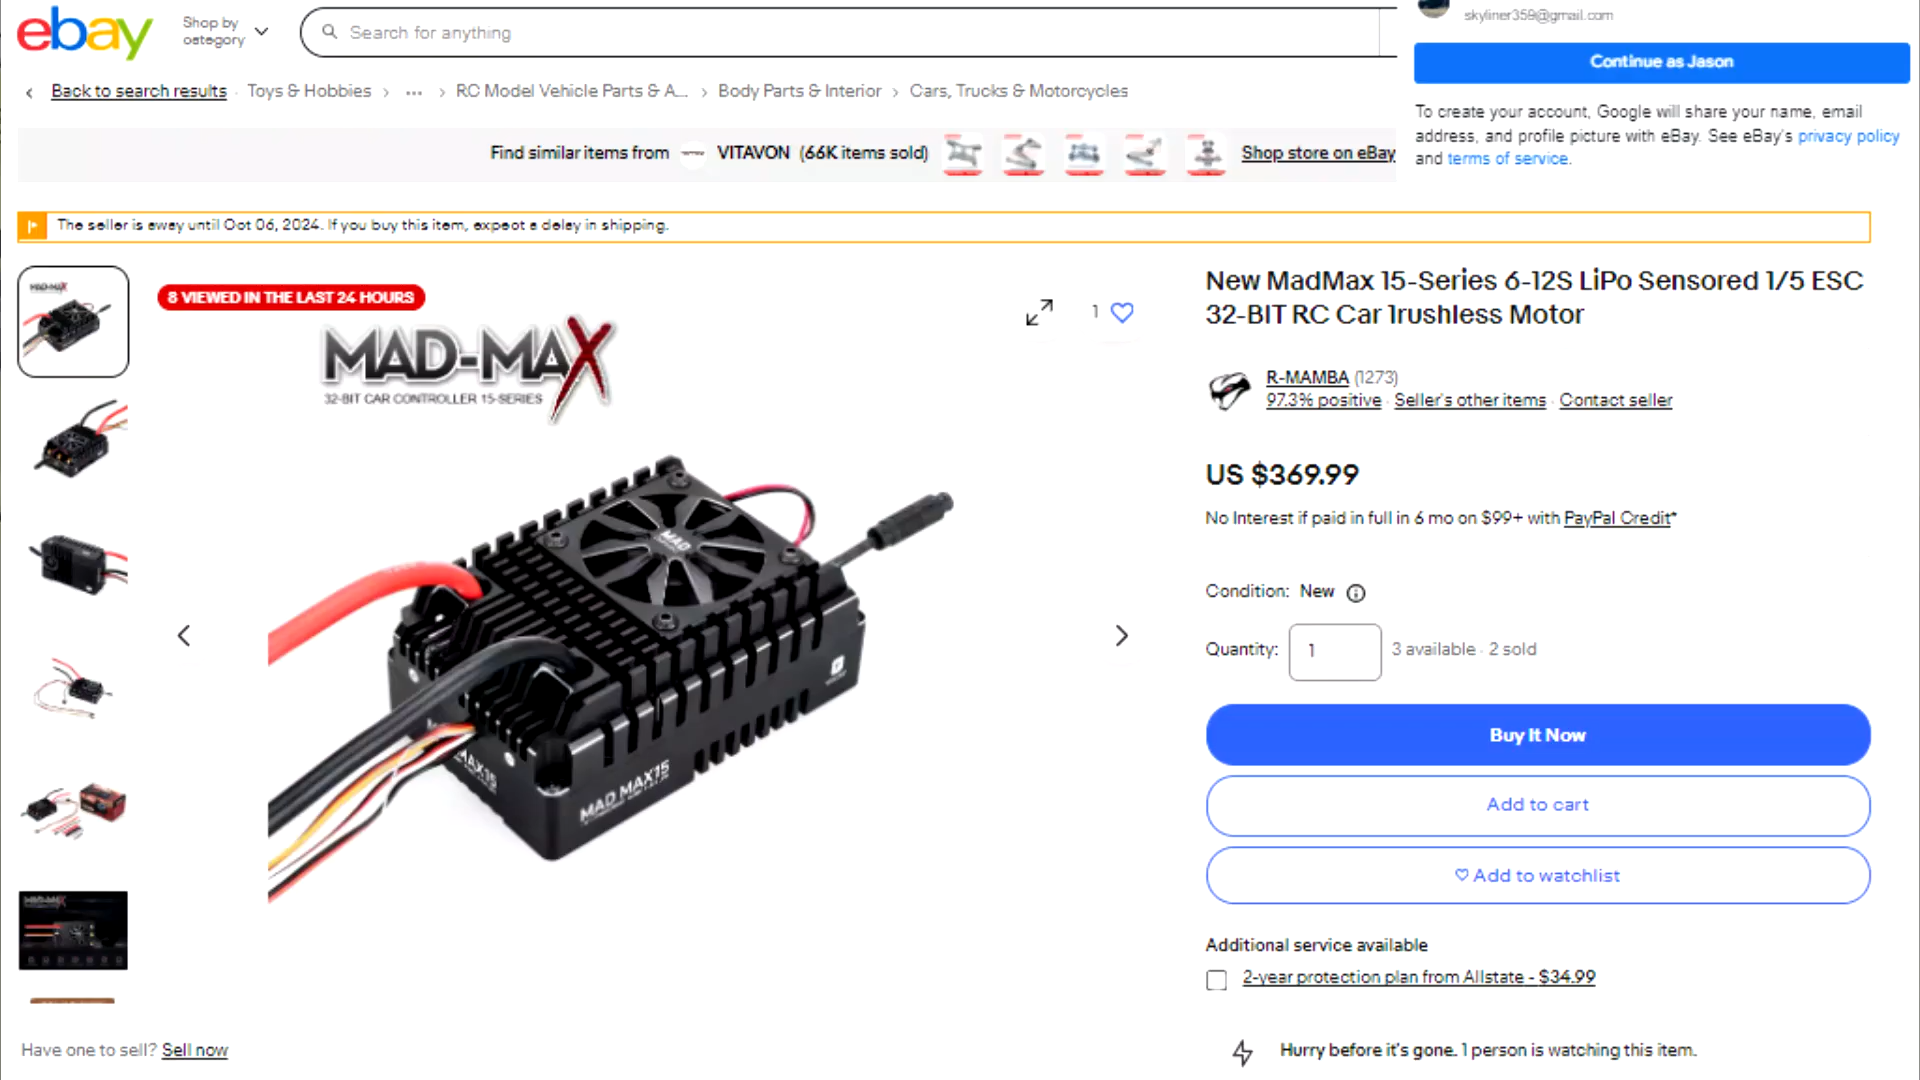 ebay
Shop by
category
Search for anything
skyliner359@gmail.com
Continue as Jason
To create your account, Google will share your name, email
address, and profile picture with eBay. See eBay's privacy policy
and terms of service.
Back to search results
Toys & Hobbies
...
RC Model Vehicle Parts & A...
Body Parts & Interior
Cars, Trucks & Motorcycles
Find similar items from VITAVON (66K items sold) Shop store on eBay
The seller is away until Oct 06, 2024. If you buy this item, expect a delay in shipping.
8 VIEWED IN THE LAST 24 HOURS
1
MAD-MAX
32-BIT CAR CONTROLLER 15-SERIES
MAD
MAX15
MAD MAX15
New MadMax 15-Series 6-12S LiPo Sensored 1/5 ESC
32-BIT RC Car 1rushless Motor
R-MAMBA (1273)
97.3% positive · Seller's other items · Contact seller
US $369.99
No Interest if paid in full in 6 mo on $99+ with PayPal Credit*
Condition: New
Quantity: 1 3 available · 2 sold
Buy It Now
Add to cart
Add to watchlist
Additional service available
2-year protection plan from Allstate - $34.99
Have one to sell? Sell now
Hurry before it's gone. 1 person is watching this item.